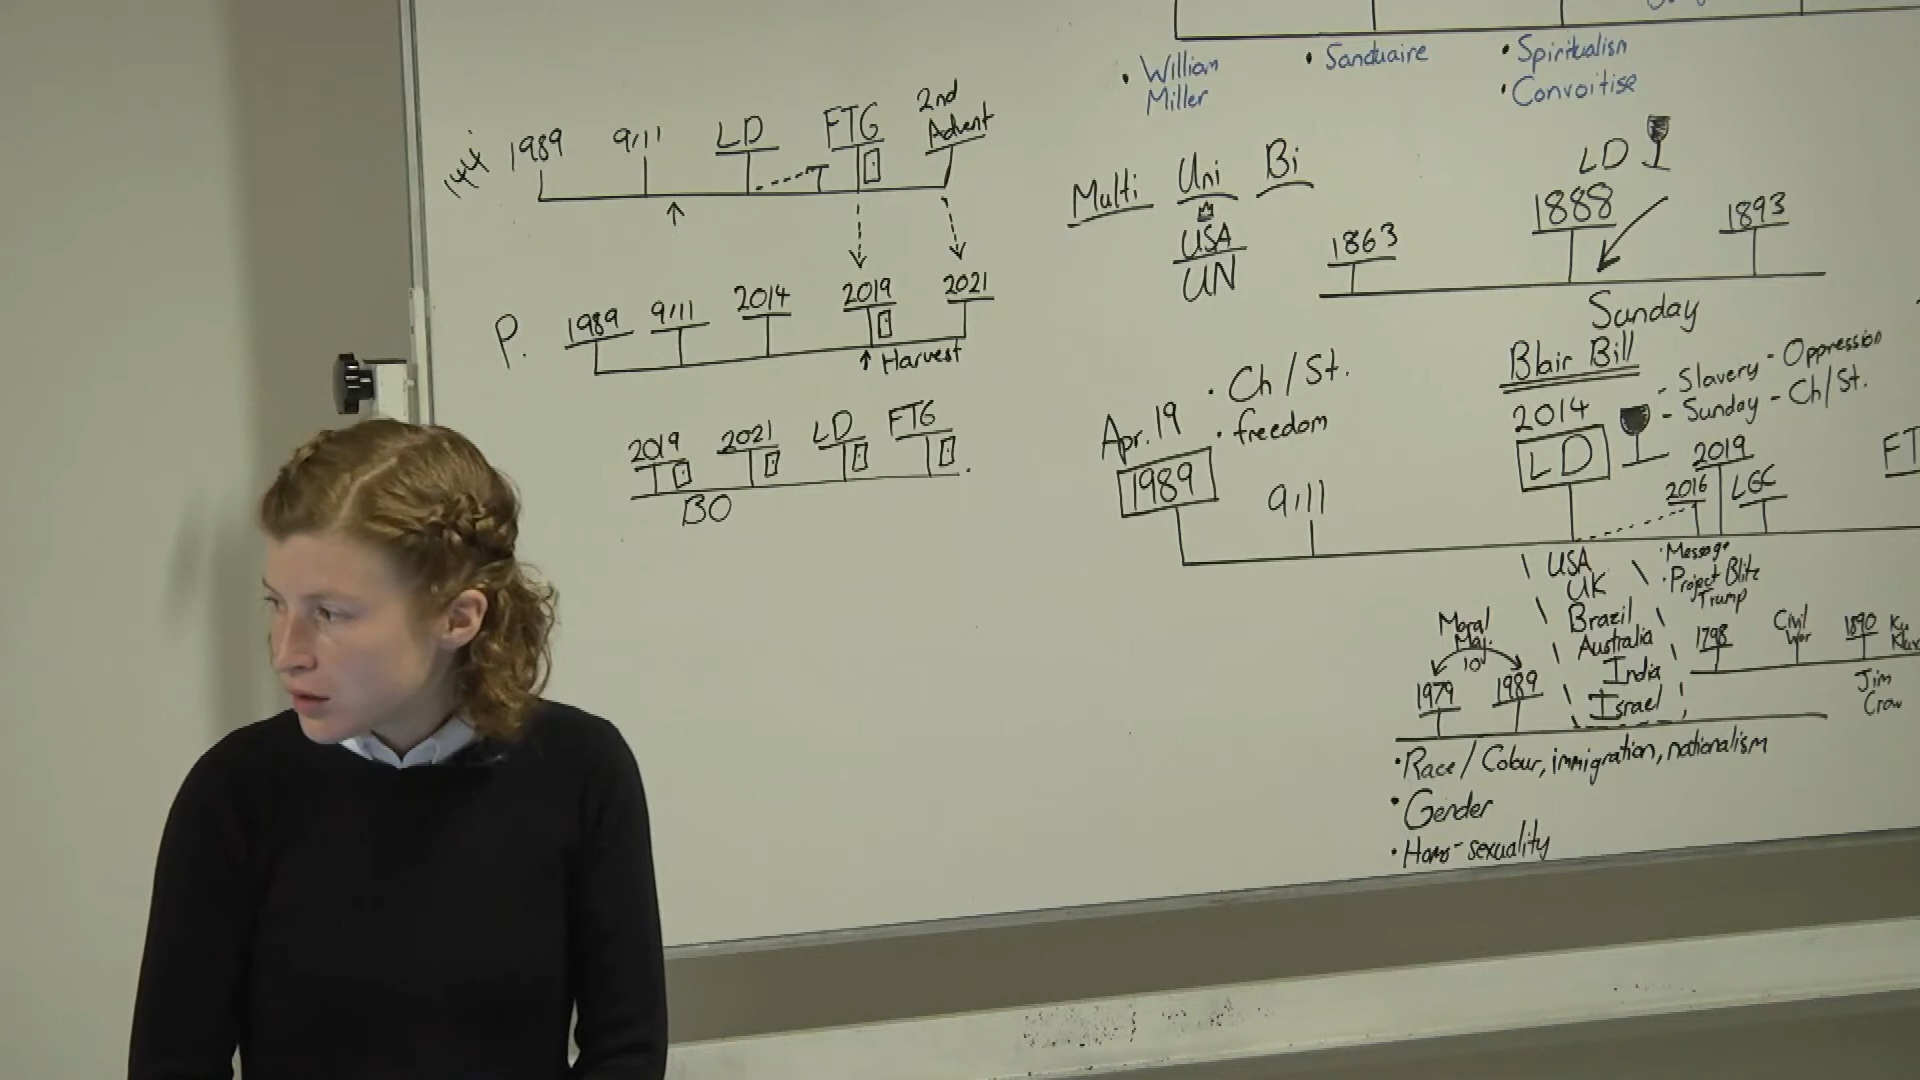 144
1989 9/11 LD FTG 2nd
Advent
P. 1989 9/11 2014 2019 2021
Harvest
2019 2021 LD FTG
BO
• William
Miller
• Sanctuaire
• Spiritualism
• Convoitise
Multi Uni Bi
USA
UN
LD
1863 1888 1893
Sunday
Blair Bill
- Slavery - Oppression
- Sunday - Ch/St.
Apr. 19
• Ch/St.
• freedom
1989 9/11
2014
LD
2016 2019 LGC
FT
USA
UK
Brazil
Australia
India
Israel
• Message
• Project Blitz
Trump
1798 Civil
War
1890 Ku
Jim
Crow
Moral
Maj.
10
1979 1989
• Race/Colour, immigration, nationalism
• Gender
• Homo-sexuality